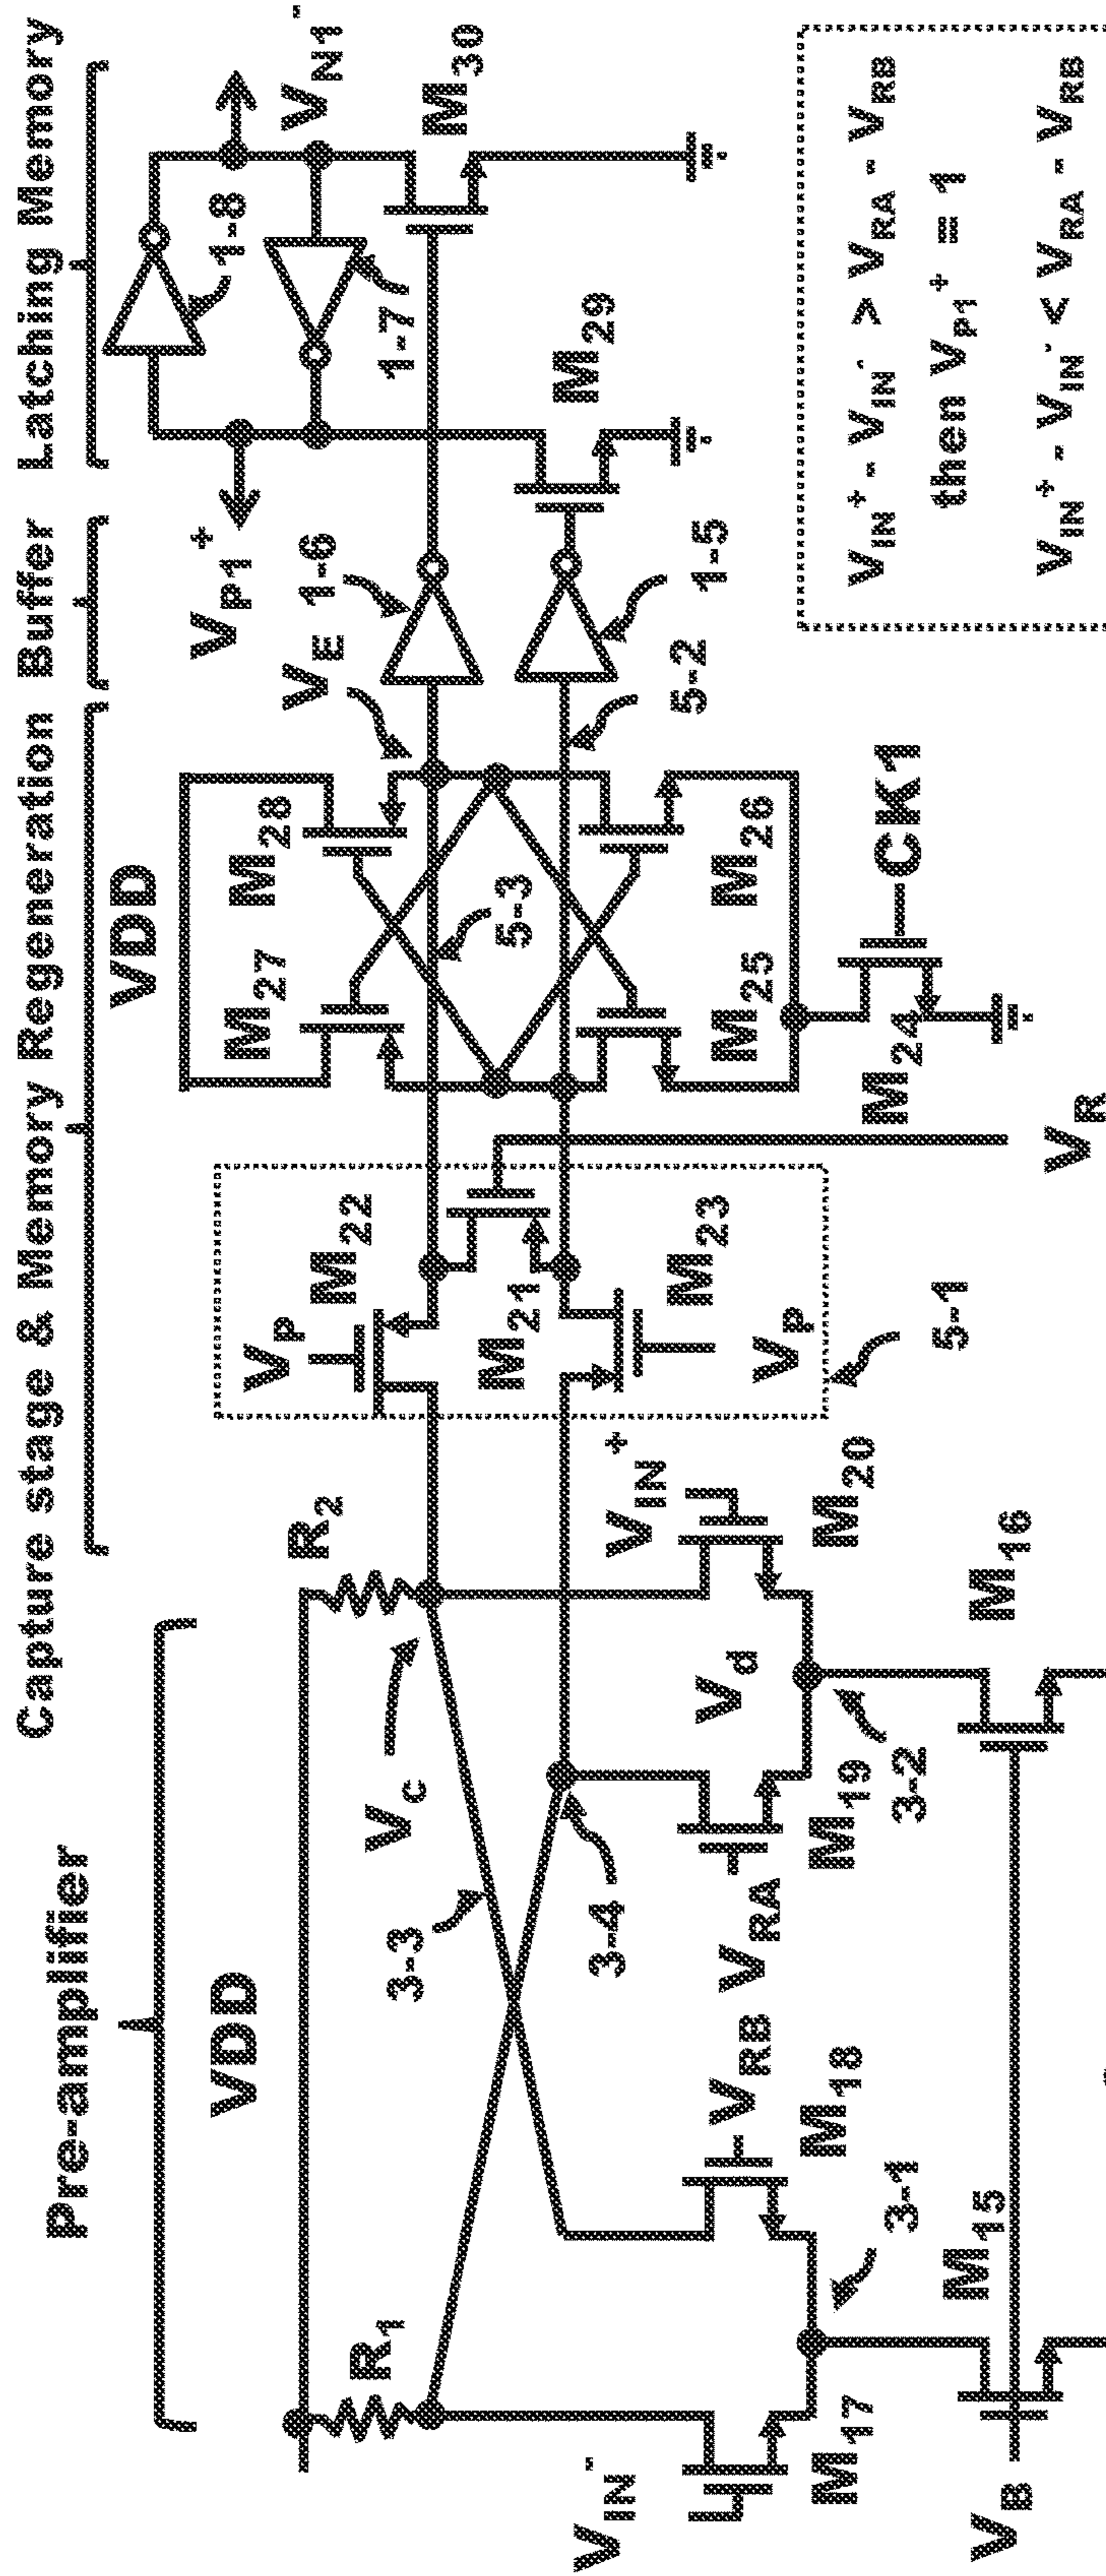 Pre-amplifier
Capture stage & Memory Regeneration
Buffer
Latching Memory
VDD
VDD
R1
R2
VC
3-3
3-4
VIN-
M17
VRB
M18
VRA
M19
Vd
VIN+
M20
3-1
3-2
VB
M15
M16
VP
M22
M21
M23
VP
5-1
VR
M27
M28
5-3
M25
M26
M24
CK1
VE
1-6
5-2
1-5
VP1+
1-8
1-7
VN1-
M29
M30
VIN+ - VIN- > VRA - VRB
then VP1+ = 1
VIN+ - VIN- < VRA - VRB